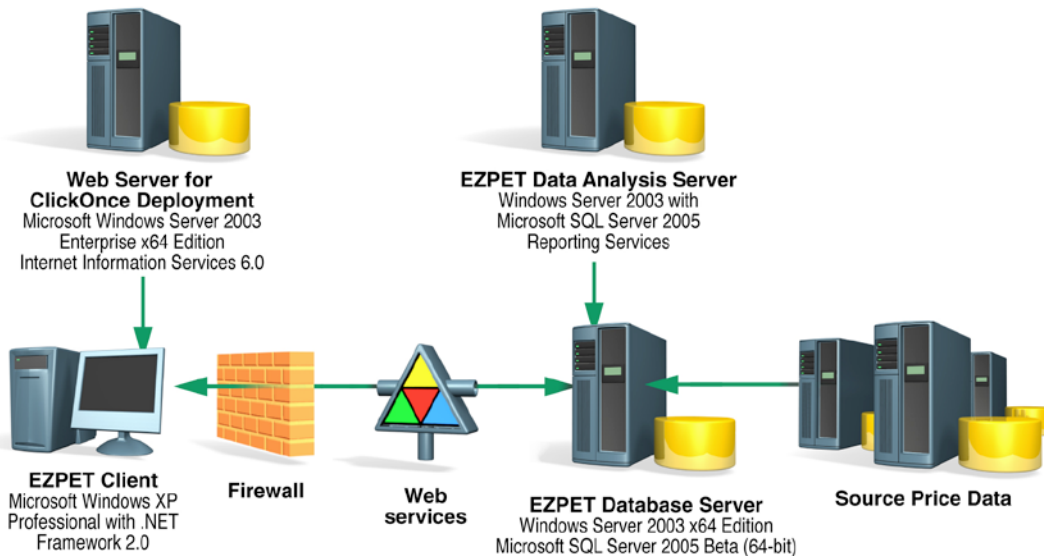 Web Server for
ClickOnce Deployment
Microsoft Windows Server 2003
Enterprise x64 Edition
Internet Information Services 6.0
EZPET Data Analysis Server
Windows Server 2003 with
Microsoft SQL Server 2005
Reporting Services
EZPET Client
Microsoft Windows XP
Professional with .NET
Framework 2.0
Firewall
Web
services
EZPET Database Server
Windows Server 2003 x64 Edition
Microsoft SQL Server 2005 Beta (64-bit)
Source Price Data